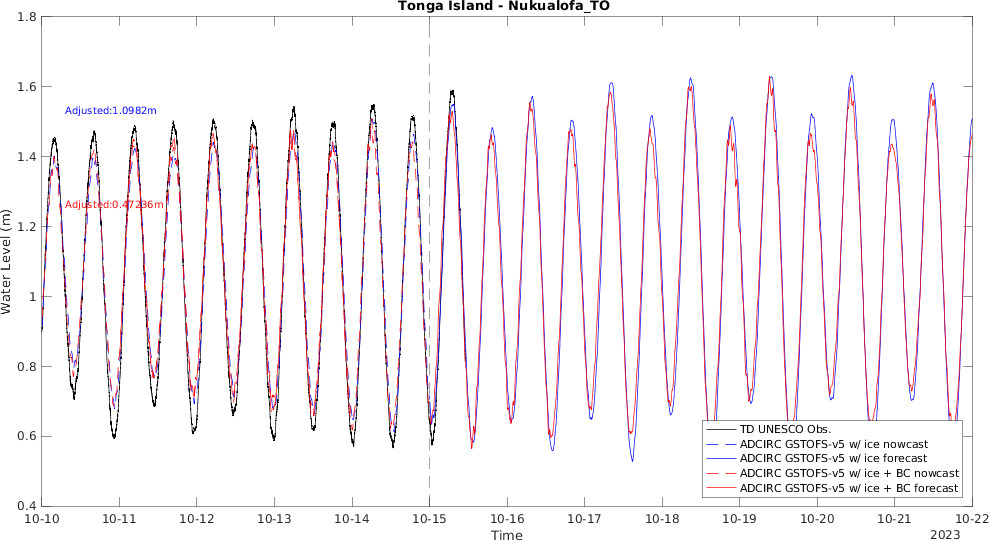 Tonga Island - Nukualofa_TO
1.8
1.6
1.4
1.2
1
0.8
0.6
0.4
Water Level (m)
Adjusted:1.0982m
Adjusted:0.47236m
TD UNESCO Obs.
ADCIRC GSTOFS-v5 w/ ice nowcast
ADCIRC GSTOFS-v5 w/ ice forecast
ADCIRC GSTOFS-v5 w/ ice + BC nowcast
ADCIRC GSTOFS-v5 w/ ice + BC forecast
10-10 10-11 10-12 10-13 10-14 10-15 10-16 10-17 10-18 10-19 10-20 10-21 10-22
Time
2023